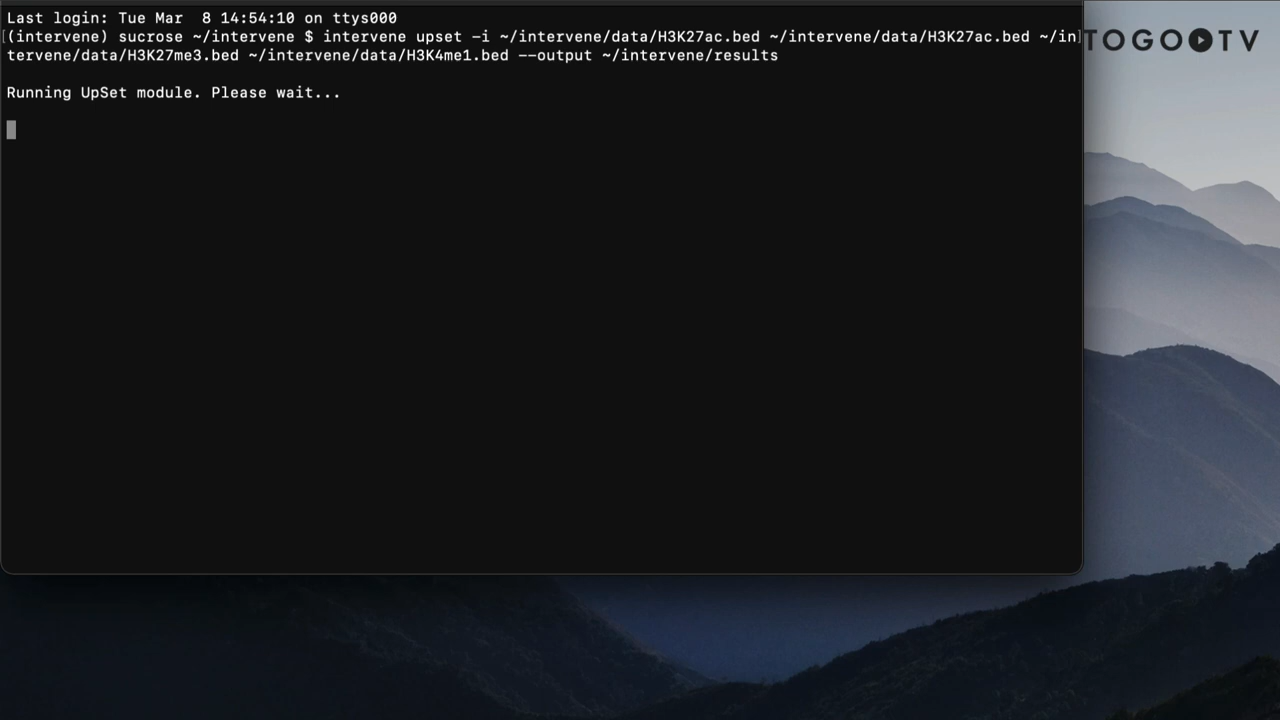 Last login: Tue Mar  8 14:54:10 on ttys000
[(intervene) sucrose ~/intervene $ intervene upset -i ~/intervene/data/H3K27ac.bed ~/intervene/data/H3K27ac.bed ~/in]
tervene/data/H3K27me3.bed ~/intervene/data/H3K4me1.bed --output ~/intervene/results
Running UpSet module. Please wait...
TOGOTV